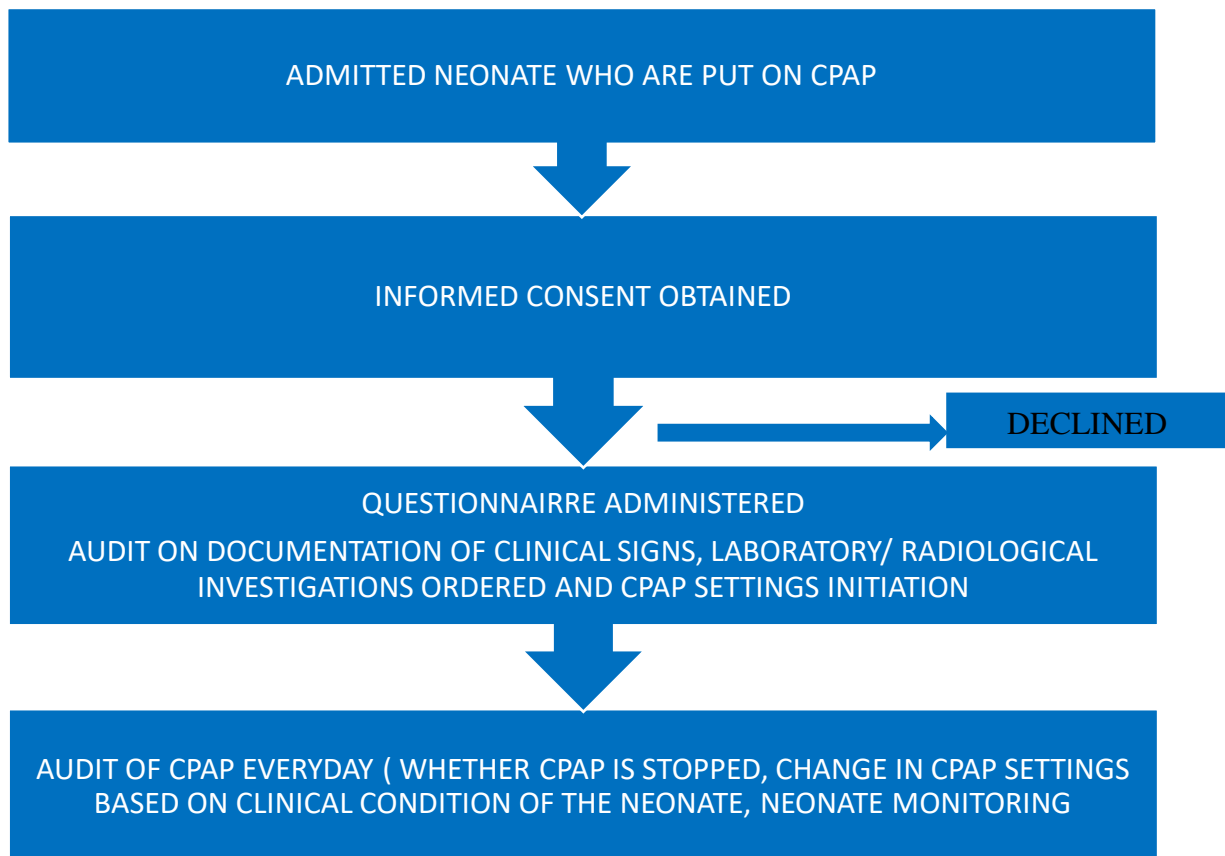 ADMITTED NEONATE WHO ARE PUT ON CPAP
INFORMED CONSENT OBTAINED
DECLINED
QUESTIONNAIRRE ADMINISTERED
AUDIT ON DOCUMENTATION OF CLINICAL SIGNS, LABORATORY/ RADIOLOGICAL
INVESTIGATIONS ORDERED AND CPAP SETTINGS INITIATION
AUDIT OF CPAP EVERYDAY ( WHETHER CPAP IS STOPPED, CHANGE IN CPAP SETTINGS
BASED ON CLINICAL CONDITION OF THE NEONATE, NEONATE MONITORING